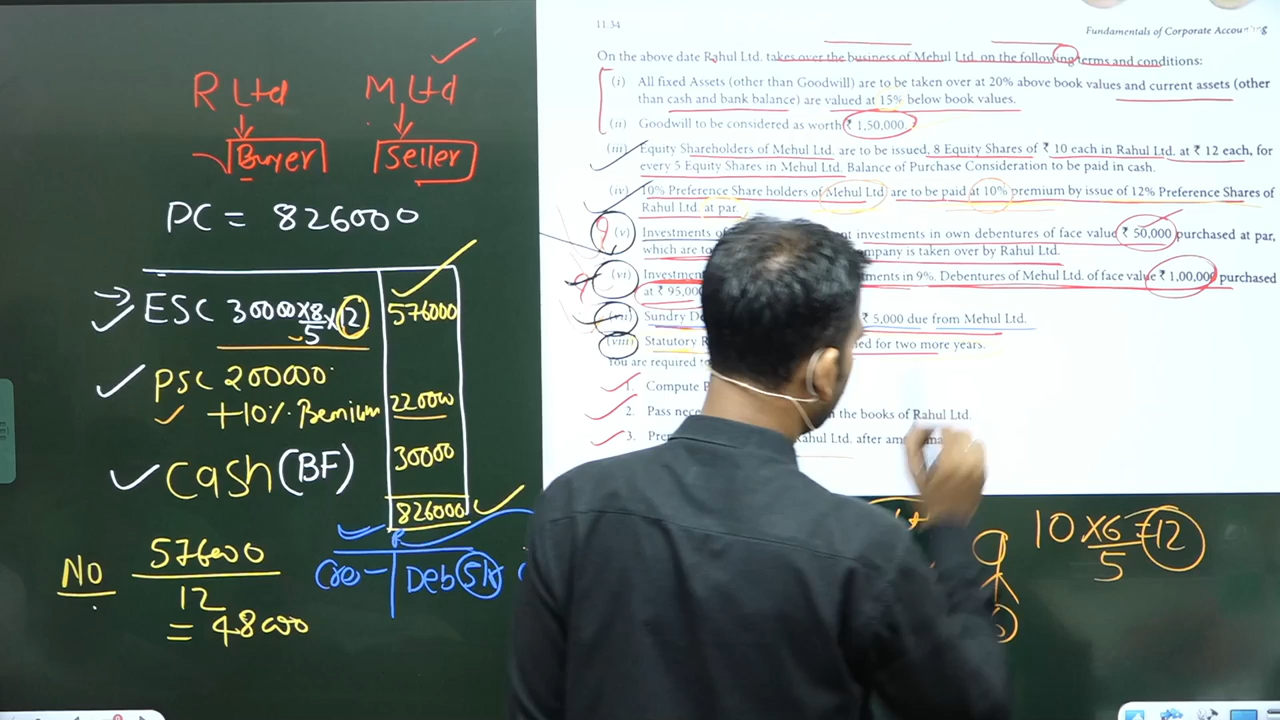 R Ltd
M Ltd
Buyer
Seller
PC = 826000
ESC 30000×8/5×12
576000
PSC 200000
+10% Premium
220000
Cash (BF)
30000
826000
No
576000
12
= 48000
Cre
Deb 5k
10 × 6/5 = 12
11.34
Fundamentals of Corporate Accounting
On the above date Rahul Ltd. takes over the business of Mehul Ltd. on the following terms and conditions:
(i) All fixed Assets (other than Goodwill) are to be taken over at 20% above book values and current assets (other
than cash and bank balance) are valued at 15% below book values.
(ii) Goodwill to be considered as worth ₹ 1,50,000.
(iii) Equity Shareholders of Mehul Ltd. are to be issued, 8 Equity Shares of ₹ 10 each in Rahul Ltd. at ₹ 12 each, for
every 5 Equity Shares in Mehul Ltd. Balance of Purchase Consideration to be paid in cash.
(iv) 10% Preference Share holders of Mehul Ltd are to be paid at 10% premium by issue of 12% Preference Shares of
Rahul Ltd. at par.
(v) Investments of investments in own debentures of face value ₹ 50,000 purchased at par,
which are to company is taken over by Rahul Ltd.
(vi) in 9%. Debentures of Mehul Ltd. of face value ₹ 1,00,000 purchased
at ₹ 95,000
(vii) Sundry ₹ 5,000 due from Mehul Ltd.
(viii) Statutory for two more years.
You are required
1. Compute
2. Pass in the books of Rahul Ltd.
3. Rahul Ltd. after